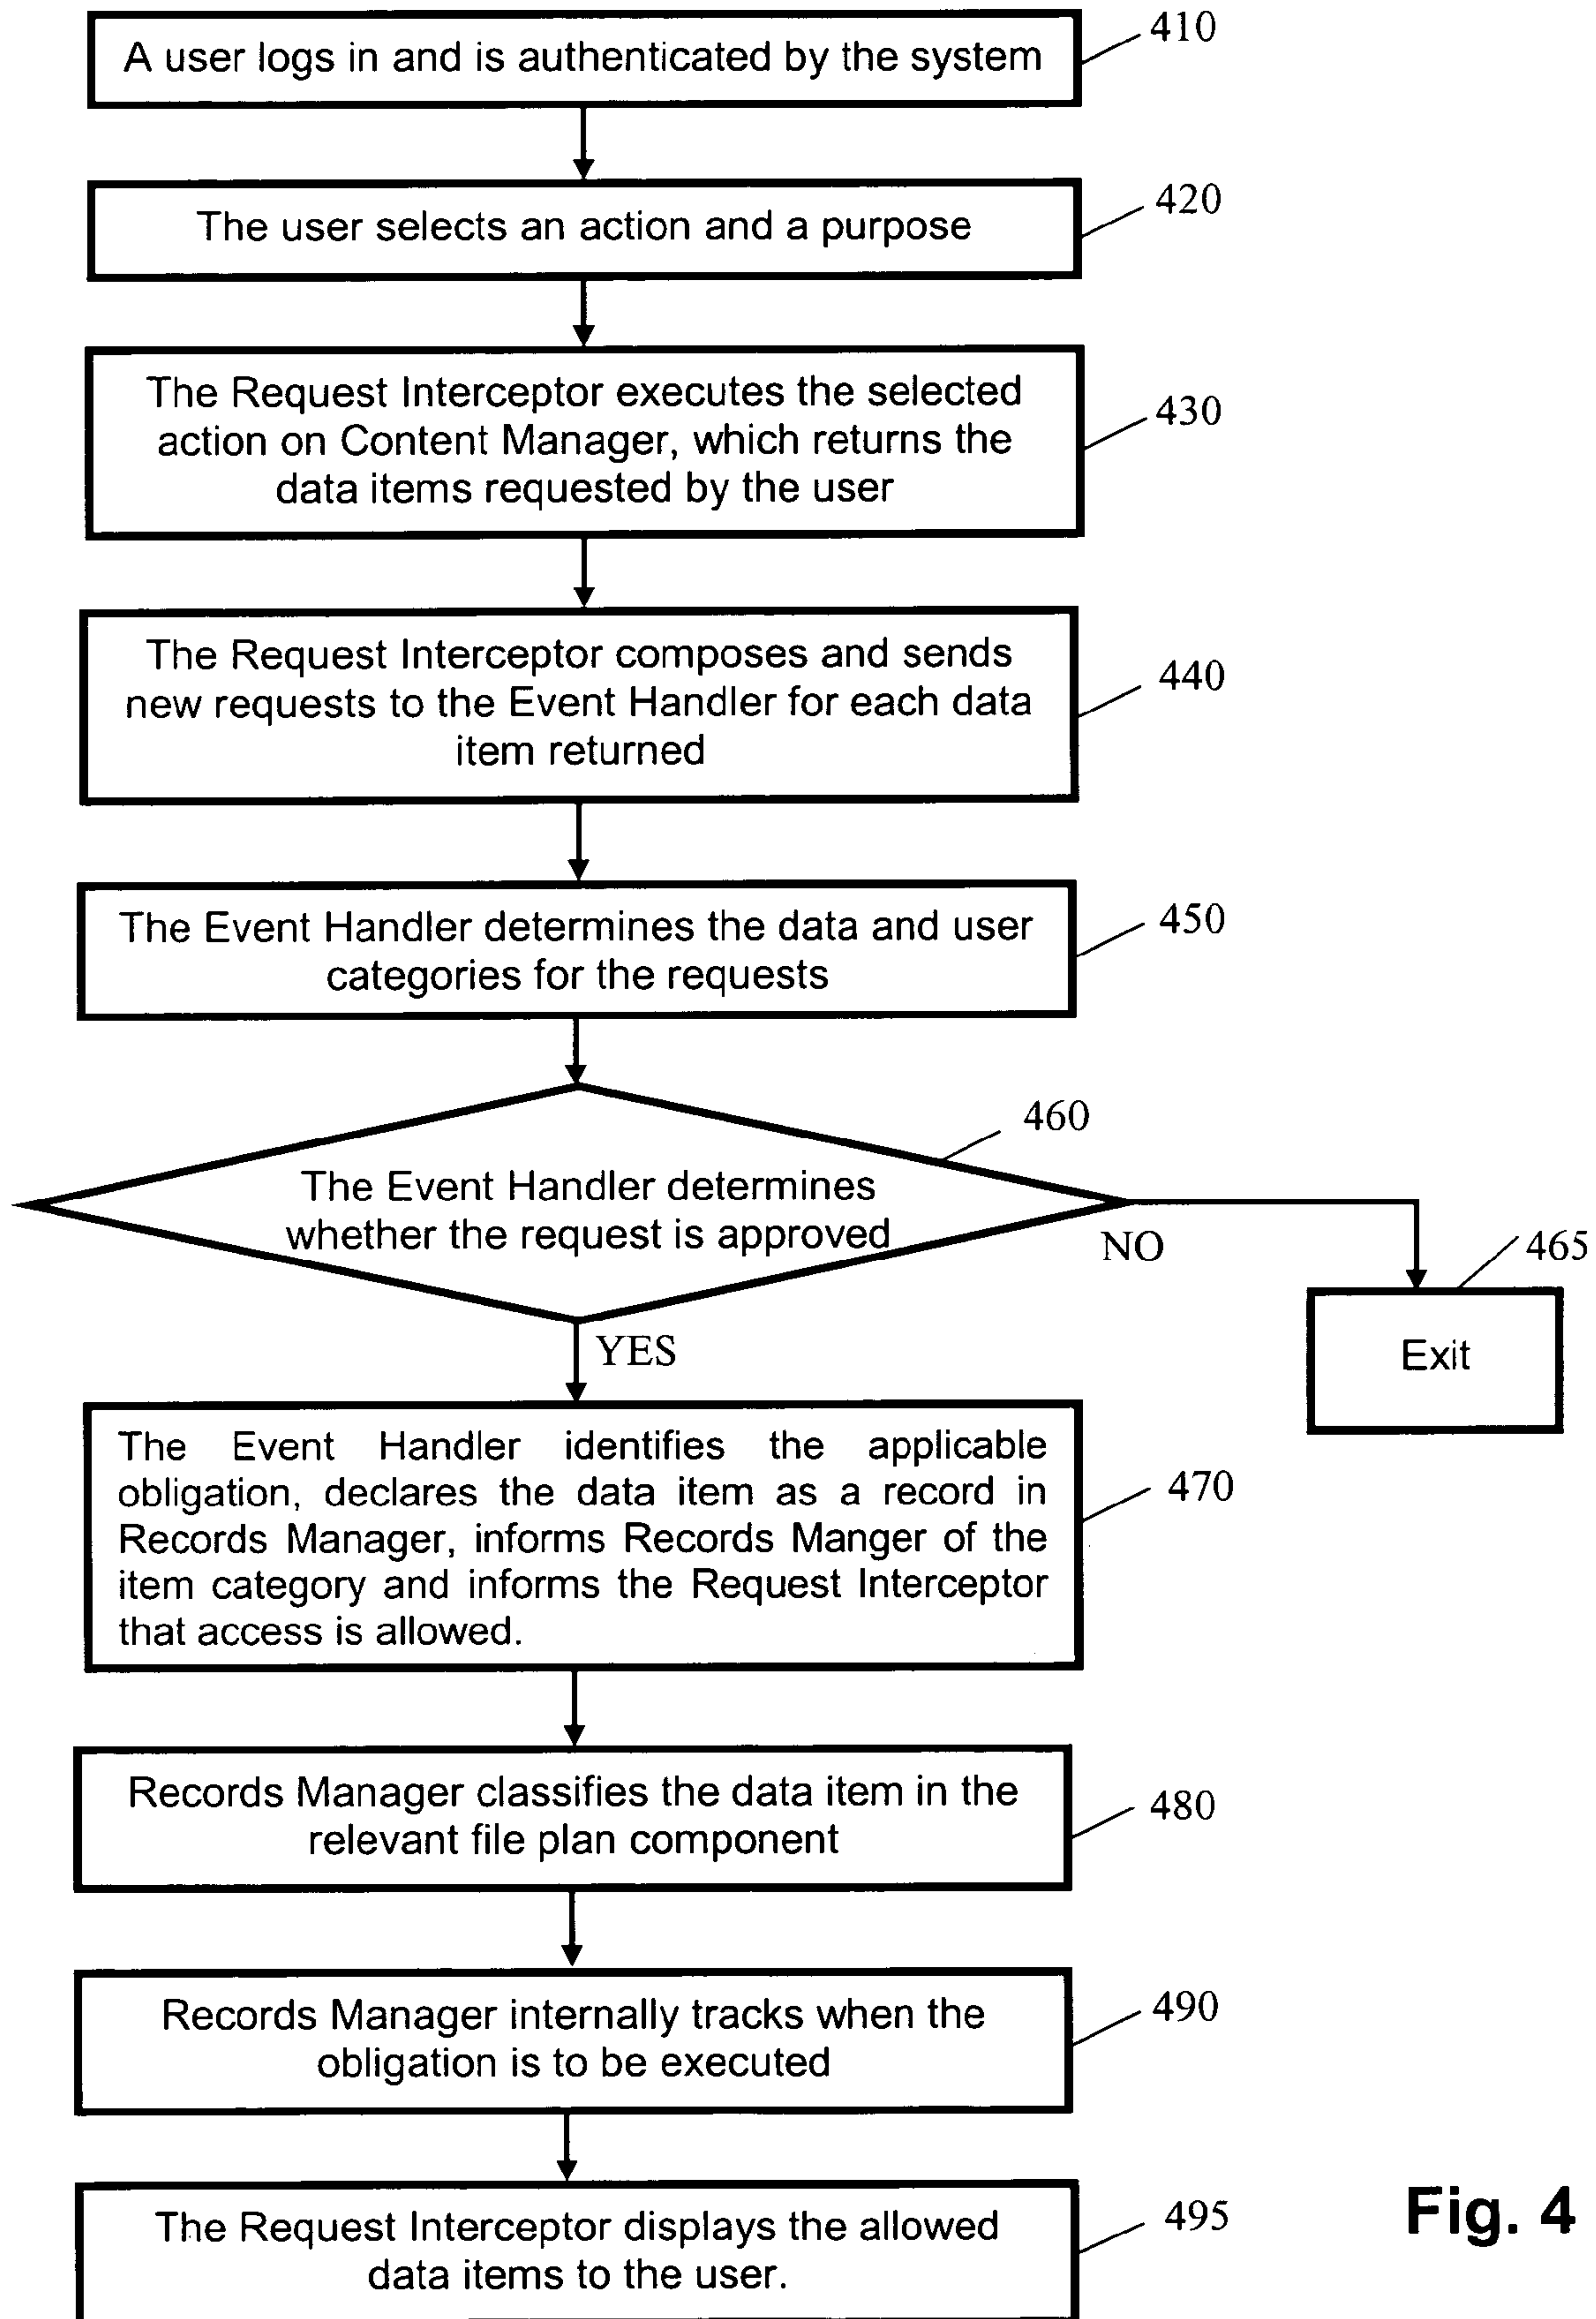 A user logs in and is authenticated by the system
410
The user selects an action and a purpose
420
The Request Interceptor executes the selected
action on Content Manager, which returns the
data items requested by the user
430
The Request Interceptor composes and sends
new requests to the Event Handler for each data
item returned
440
The Event Handler determines the data and user
categories for the requests
450
460
The Event Handler determines
whether the request is approved
NO
465
Exit
YES
The Event Handler identifies the applicable
obligation, declares the data item as a record in
Records Manager, informs Records Manger of the
item category and informs the Request Interceptor
that access is allowed.
470
Records Manager classifies the data item in the
relevant file plan component
480
Records Manager internally tracks when the
obligation is to be executed
490
The Request Interceptor displays the allowed
data items to the user.
495
Fig. 4